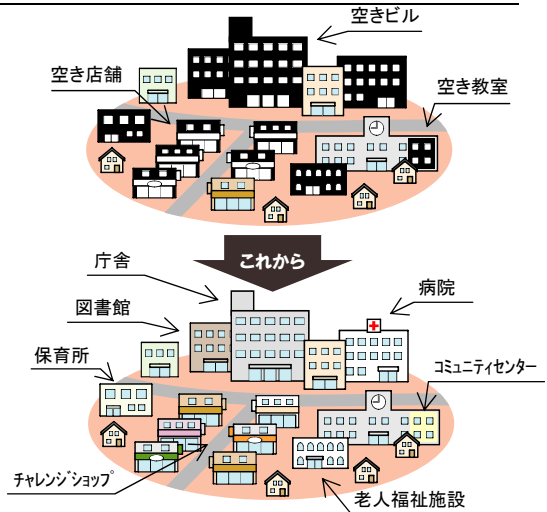 空きビル
空き店舗
空き教室
これから
庁舎
病院
図書館
保育所
コミュニティセンター
チャレンジショップ
老人福祉施設